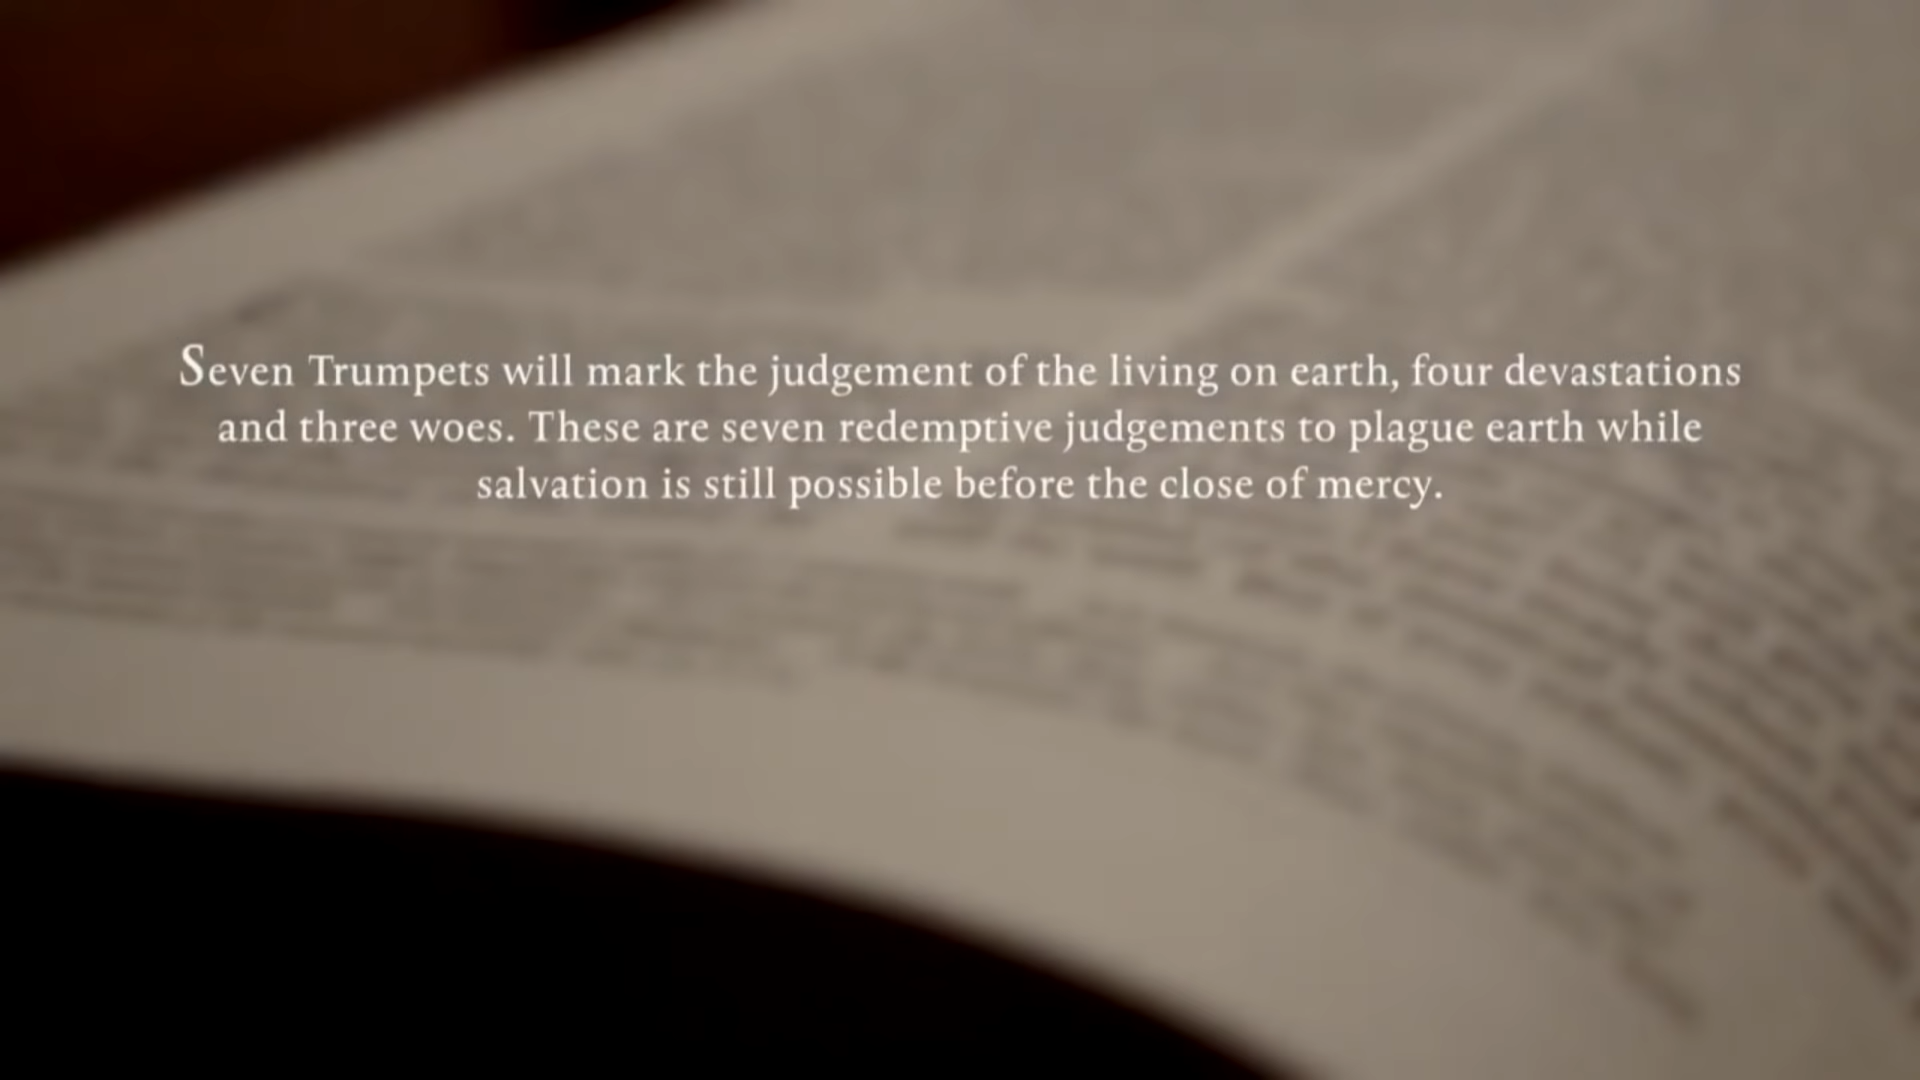 Seven Trumpets will mark the judgement of the living on earth, four devastations
and three woes. These are seven redemptive judgements to plague earth while
salvation is still possible before the close of mercy.